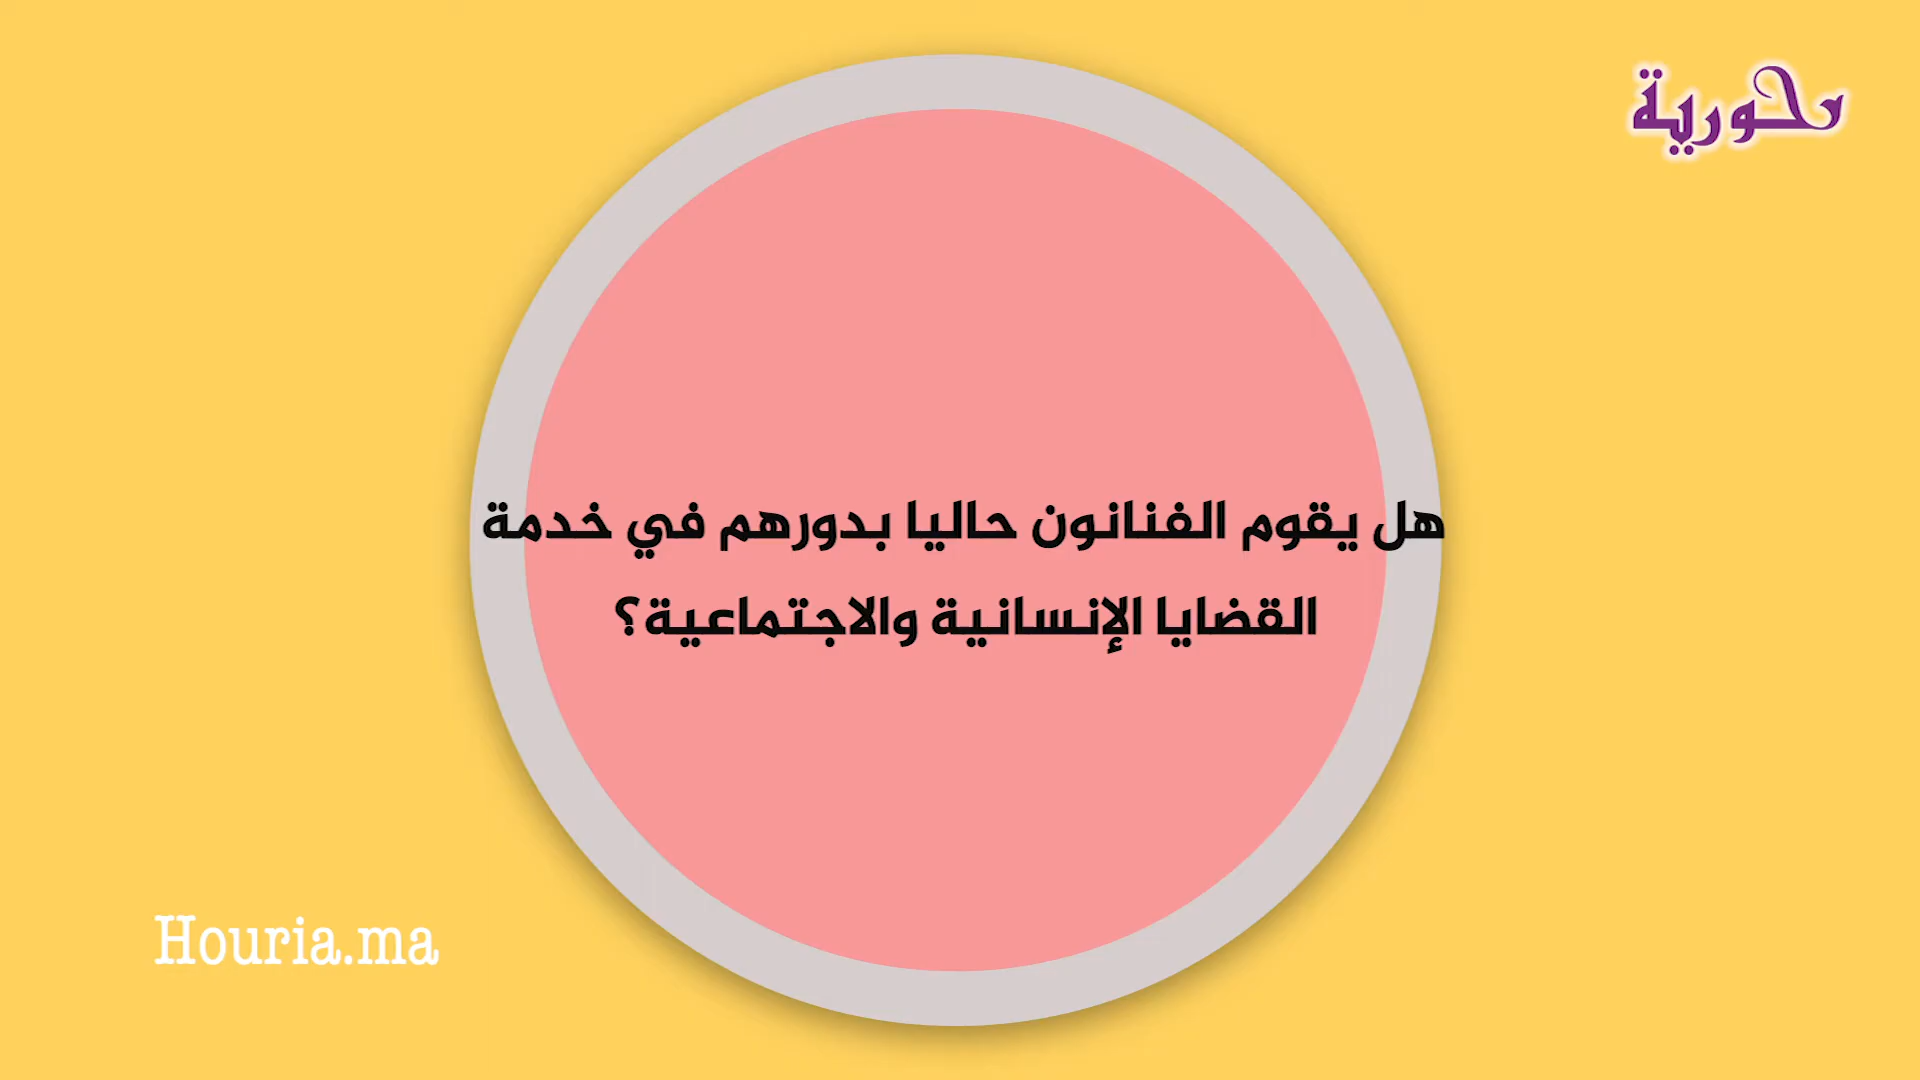 حورية
هل يقوم الفنانون حاليا بدورهم في خدمة
القضايا الإنسانية والاجتماعية؟
Houria.ma